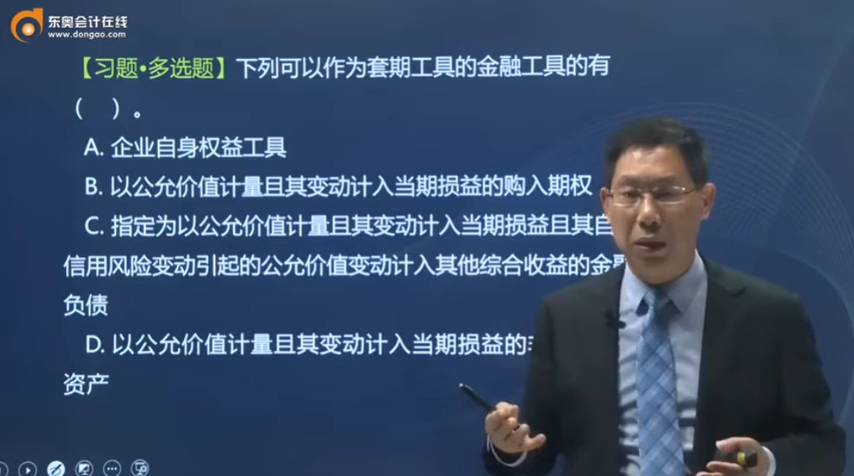 东奥会计在线
www.dongao.com
【习题•多选题】下列可以作为套期工具的金融工具的有
（ ）。
A. 企业自身权益工具
B. 以公允价值计量且其变动计入当期损益的购入期权
C. 指定为以公允价值计量且其变动计入当期损益且其自
信用风险变动引起的公允价值变动计入其他综合收益的金融
负债
D. 以公允价值计量且其变动计入当期损益的
资产